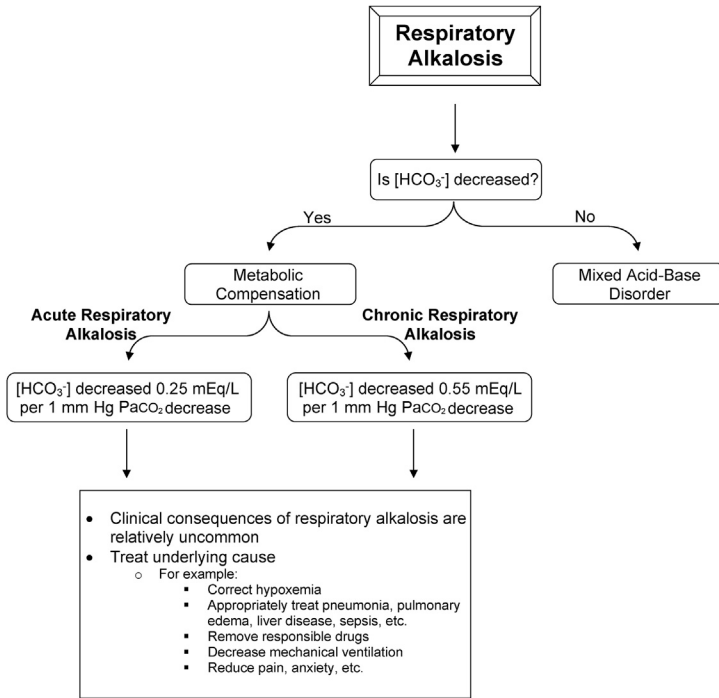 Respiratory
Alkalosis
Is [HCO₃⁻] decreased?
Yes
No
Metabolic
Compensation
Mixed Acid-Base
Disorder
Acute Respiratory
Alkalosis
Chronic Respiratory
Alkalosis
[HCO₃⁻] decreased 0.25 mEq/L
per 1 mm Hg PaCO₂ decrease
[HCO₃⁻] decreased 0.55 mEq/L
per 1 mm Hg PaCO₂ decrease
• Clinical consequences of respiratory alkalosis are
relatively uncommon
• Treat underlying cause
o For example:
▪ Correct hypoxemia
▪ Appropriately treat pneumonia, pulmonary
edema, liver disease, sepsis, etc.
▪ Remove responsible drugs
▪ Decrease mechanical ventilation
▪ Reduce pain, anxiety, etc.